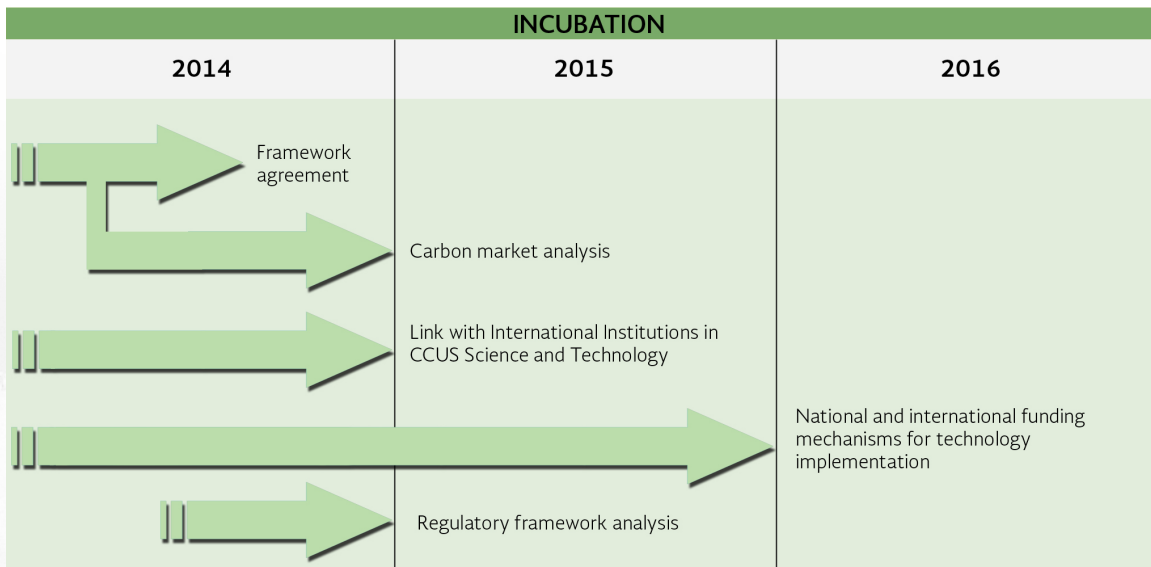 INCUBATION
2014
2015
2016
Framework
agreement
Carbon market analysis
Link with International Institutions in
CCUS Science and Technology
National and international funding
mechanisms for technology
implementation
Regulatory framework analysis